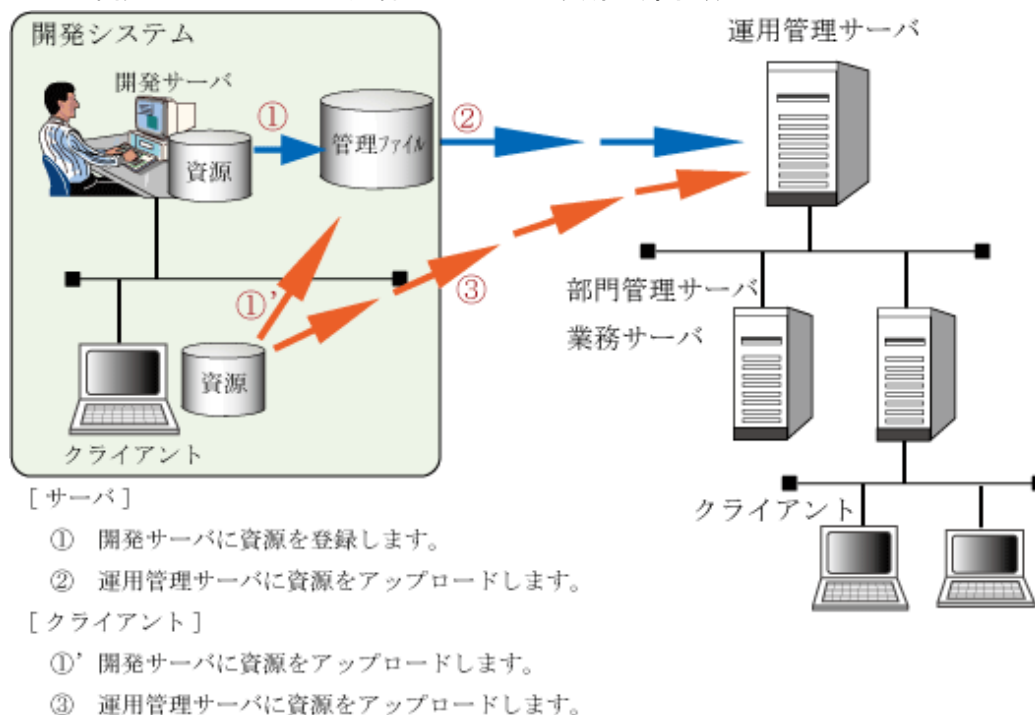 開発システム
運用管理サーバ
開発サーバ
①
管理ファイル
②
資源
①’
③
部門管理サーバ
業務サーバ
資源
クライアント
クライアント
[サーバ]
① 開発サーバに資源を登録します。
② 運用管理サーバに資源をアップロードします。
[クライアント]
①’ 開発サーバに資源をアップロードします。
③ 運用管理サーバに資源をアップロードします。